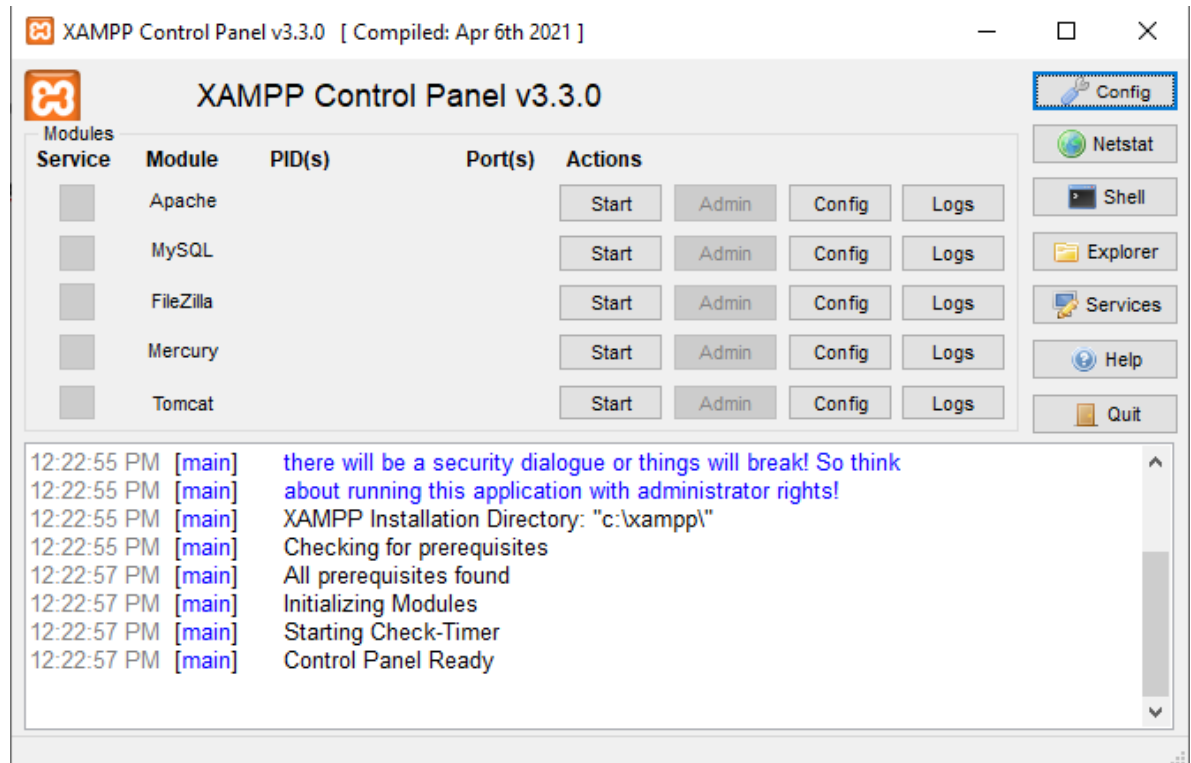 XAMPP Control Panel v3.3.0 [ Compiled: Apr 6th 2021 ]
XAMPP Control Panel v3.3.0
Config
Modules
Service Module PID(s) Port(s) Actions
Netstat
Apache Start Admin Config Logs
Shell
MySQL Start Admin Config Logs
Explorer
FileZilla Start Admin Config Logs
Services
Mercury Start Admin Config Logs
Help
Tomcat Start Admin Config Logs
Quit
12:22:55 PM [main] there will be a security dialogue or things will break! So think
12:22:55 PM [main] about running this application with administrator rights!
12:22:55 PM [main] XAMPP Installation Directory: "c:\xampp\"
12:22:55 PM [main] Checking for prerequisites
12:22:57 PM [main] All prerequisites found
12:22:57 PM [main] Initializing Modules
12:22:57 PM [main] Starting Check-Timer
12:22:57 PM [main] Control Panel Ready